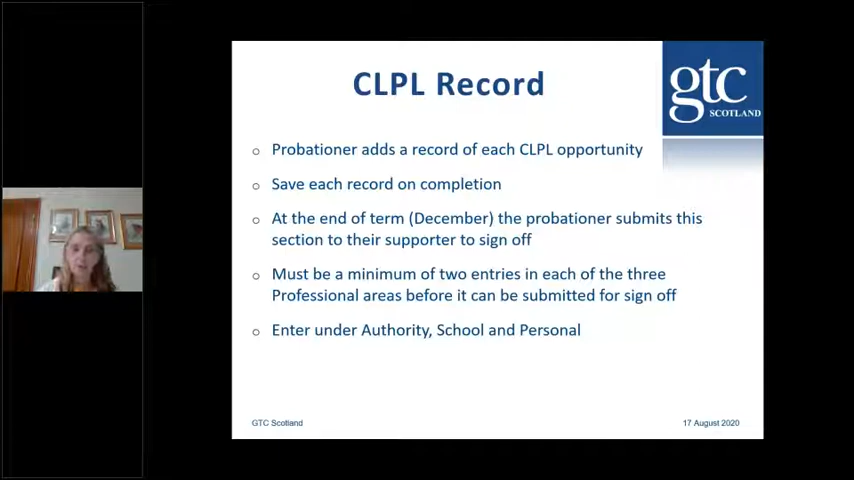 CLPL Record
gtc
SCOTLAND
Probationer adds a record of each CLPL opportunity
Save each record on completion
At the end of term (December) the probationer submits this
section to their supporter to sign off
Must be a minimum of two entries in each of the three
Professional areas before it can be submitted for sign off
Enter under Authority, School and Personal
GTC Scotland
17 August 2020